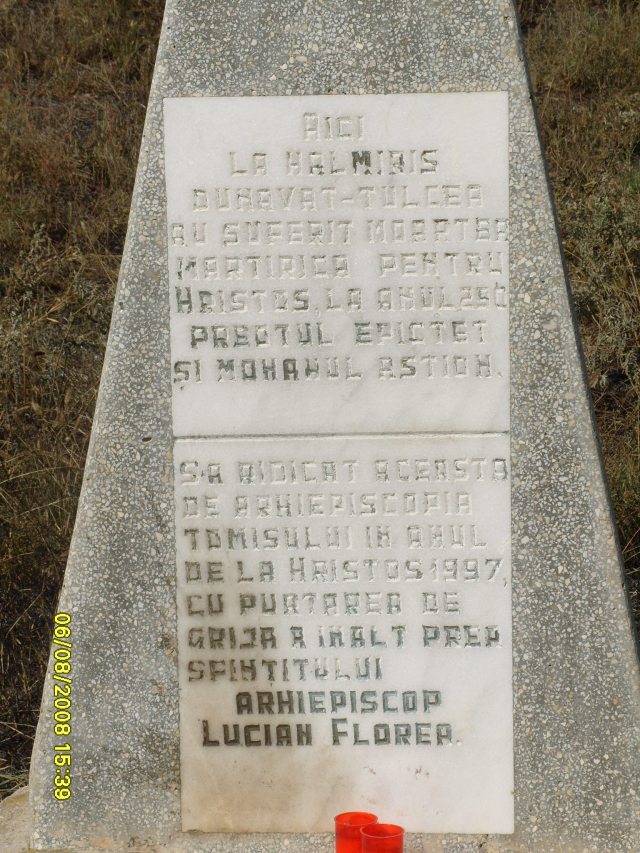 AICI
LA HALMIRIS
DUNAVAT-TULCEA
AU SUFERIT MOARTEA
MARTIRICA PENTRU
HRISTOS, LA ANUL 290
PREOTUL EPICTET
ȘI MONAHUL ASTION.
S-A RIDICAT ACEASTA
DE ARHIEPISCOPIA
TOMISULUI IN ANUL
DE LA HRISTOS 1997,
CU PURTAREA DE
GRIJA A INALT PREA
SFINTITULUI
ARHIEPISCOP
LUCIAN FLOREA.
06/08/2008 15:39